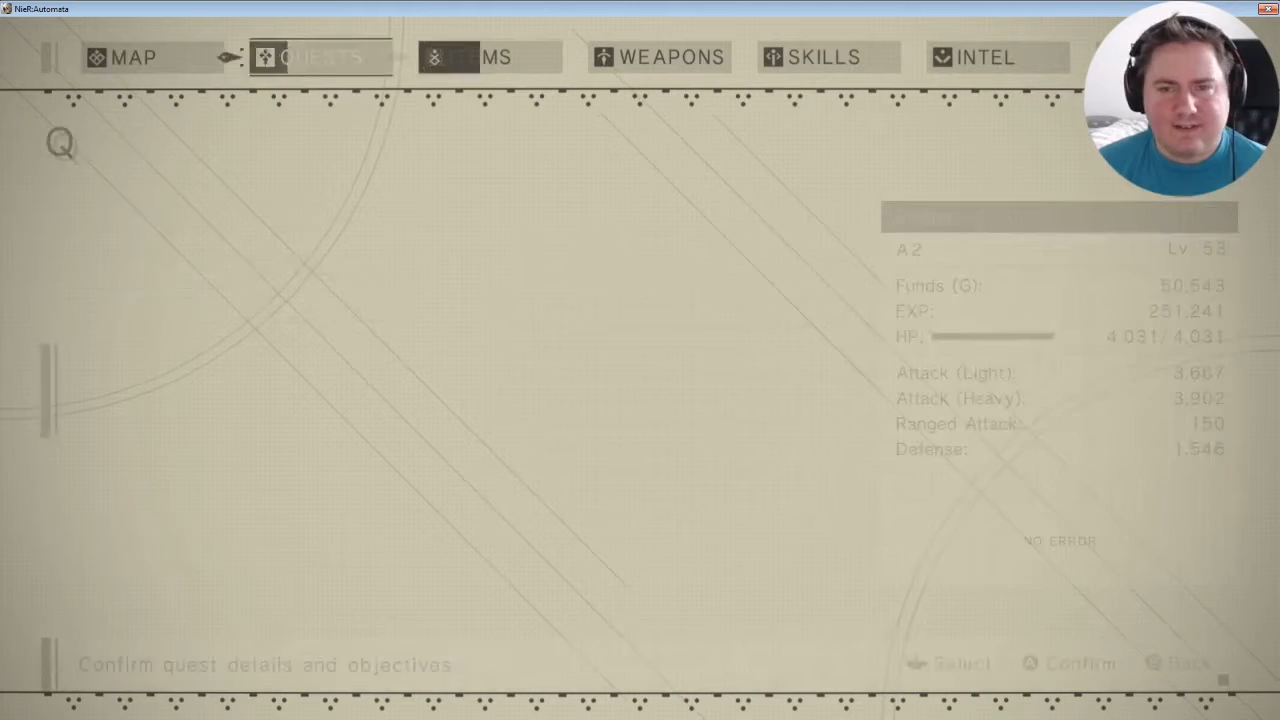 NieR:Automata
MAP
QUESTS
MS
WEAPONS
SKILLS
INTEL
Q
A2 Lv 53
Funds (G): 50,543
EXP: 251,241
HP: 4,031/4,031
Attack (Light): 3,667
Attack (Heavy): 3,902
Ranged Attack: 150
Defense: 1,546
NO ERROR
Confirm quest details and objectives
Select Confirm Back